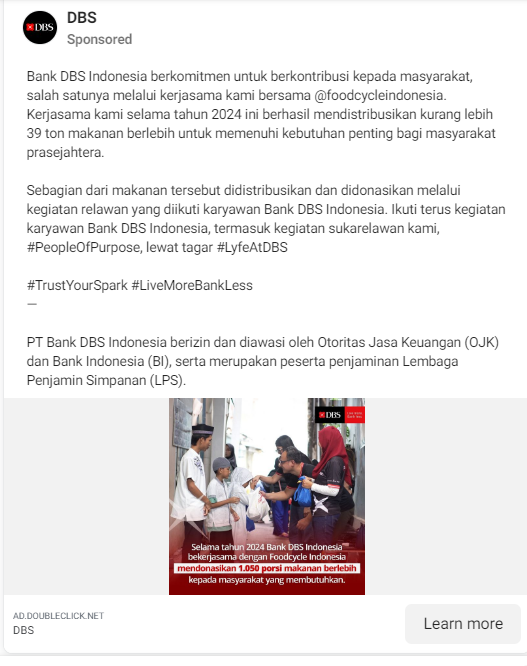 DBS
DBS
Sponsored
Bank DBS Indonesia berkomitmen untuk berkontribusi kepada masyarakat,
salah satunya melalui kerjasama kami bersama @foodcycleindonesia.
Kerjasama kami selama tahun 2024 ini berhasil mendistribusikan kurang lebih
39 ton makanan berlebih untuk memenuhi kebutuhan penting bagi masyarakat
prasejahtera.
Sebagian dari makanan tersebut didistribusikan dan didonasikan melalui
kegiatan relawan yang diikuti karyawan Bank DBS Indonesia. Ikuti terus kegiatan
karyawan Bank DBS Indonesia, termasuk kegiatan sukarelawan kami,
#PeopleOfPurpose, lewat tagar #LyfeAtDBS
#TrustYourSpark #LiveMoreBankLess
—
PT Bank DBS Indonesia berizin dan diawasi oleh Otoritas Jasa Keuangan (OJK)
dan Bank Indonesia (BI), serta merupakan peserta penjaminan Lembaga
Penjamin Simpanan (LPS).
DBS
Selama tahun 2024 Bank DBS Indonesia
bekerjasama dengan Foodcycle Indonesia
mendonasikan 1.050 porsi makanan berlebih
kepada masyarakat yang membutuhkan.
AD.DOUBLECLICK.NET
DBS
Learn more